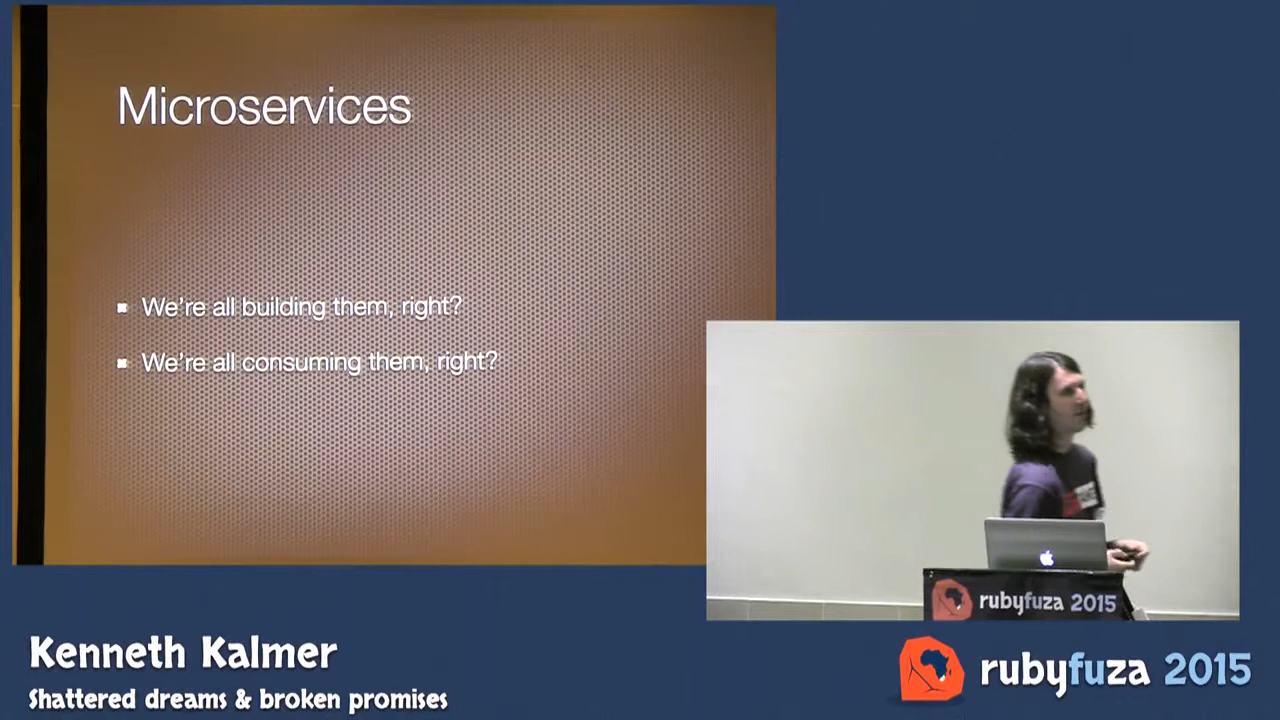 Microservices
We're all building them, right?
We're all consuming them, right?
rubyfuza 2015
Kenneth Kalmer
Shattered dreams & broken promises
rubyfuza 2015